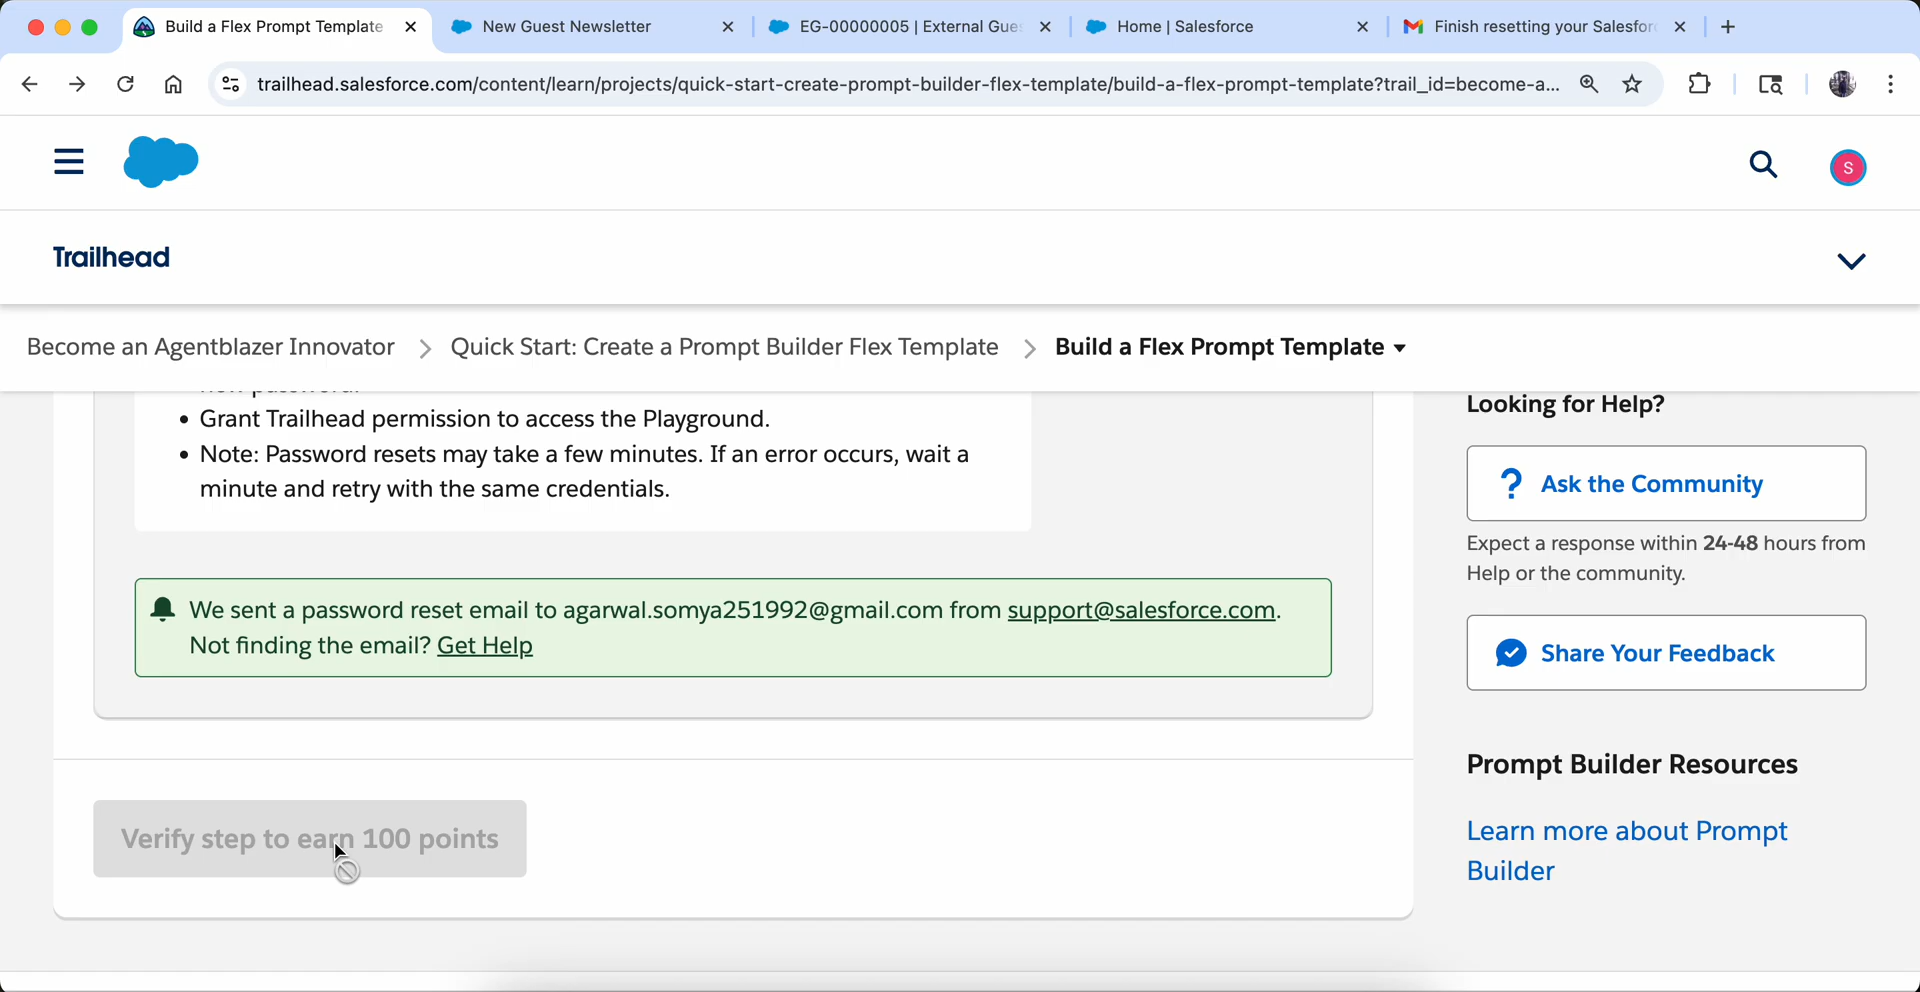 Build a Flex Prompt Template
New Guest Newsletter
EG-00000005 | External Gues
Home | Salesforce
Finish resetting your Salesfor
trailhead.salesforce.com/content/learn/projects/quick-start-create-prompt-builder-flex-template/build-a-flex-prompt-template?trail_id=become-a...
S
Trailhead
Become an Agentblazer Innovator
Quick Start: Create a Prompt Builder Flex Template
Build a Flex Prompt Template
• Grant Trailhead permission to access the Playground.
• Note: Password resets may take a few minutes. If an error occurs, wait a
minute and retry with the same credentials.
We sent a password reset email to agarwal.somya251992@gmail.com from support@salesforce.com.
Not finding the email? Get Help
Verify step to earn 100 points
Looking for Help?
Ask the Community
Expect a response within 24-48 hours from
Help or the community.
Share Your Feedback
Prompt Builder Resources
Learn more about Prompt
Builder